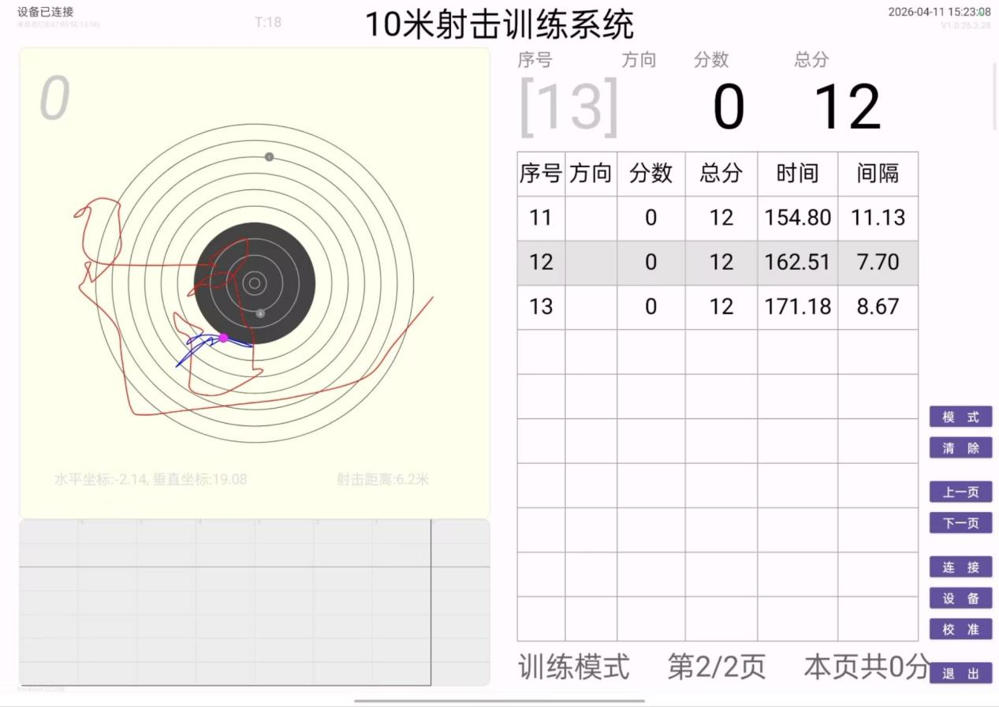 设备已连接
T:18
10米射击训练系统
2026-04-11 15:23:08
V1.0.26.3.28
0
序号 方向 分数 总分
[13] 0 12
序号 方向 分数 总分 时间 间隔
11 0 12 154.80 11.13
12 0 12 162.51 7.70
13 0 12 171.18 8.67
水平坐标:-2.14, 垂直坐标:19.08
射击距离:6.2米
模 式
清 除
上一页
下一页
连 接
设 备
校 准
退 出
训练模式 第2/2页 本页共0分